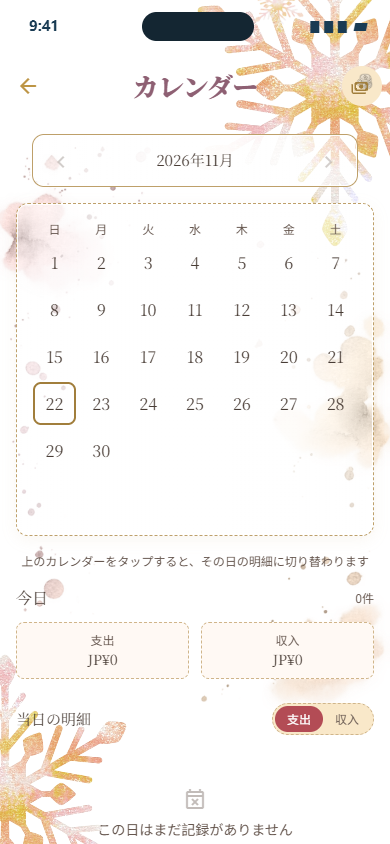 9:41
カレンダー
2026年11月
日 月 火 水 木 金 土
1 2 3 4 5 6 7
8 9 10 11 12 13 14
15 16 17 18 19 20 21
22 23 24 25 26 27 28
29 30
上のカレンダーをタップすると、その日の明細に切り替わります
今日 0件
支出 収入
JP¥0 JP¥0
当日の明細 支出 収入
この日はまだ記録がありません